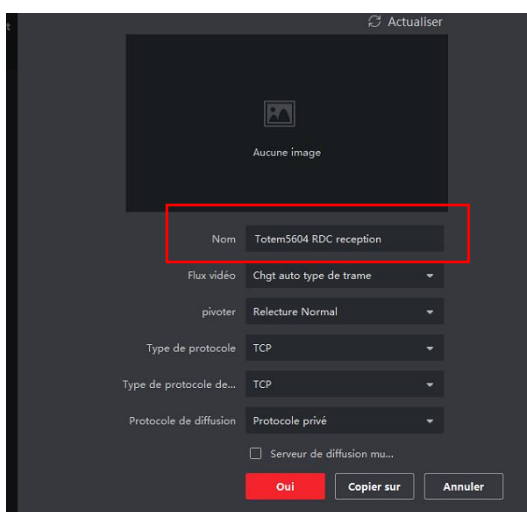 t
Actualiser
Aucune image
Nom Totem5604 RDC reception
Flux vidéo Chgt auto type de trame
pivoter Relecture Normal
Type de protocole TCP
Type de protocole de... TCP
Protocole de diffusion Protocole privé
Serveur de diffusion mu...
Oui Copier sur Annuler